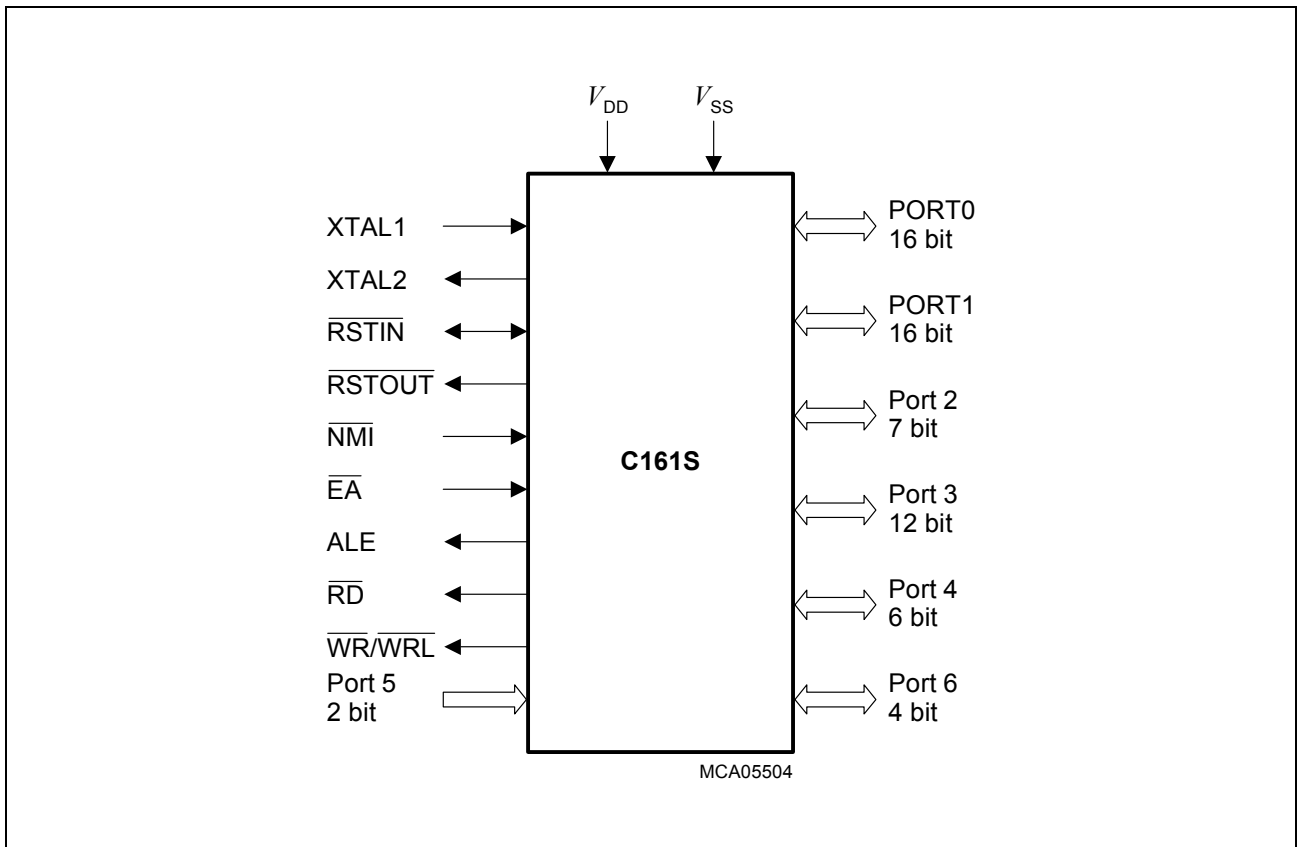 VDD VSS
XTAL1
XTAL2
RSTIN
RSTOUT
NMI
EA
ALE
RD
WR/WRL
Port 5
2 bit
C161S
PORT0
16 bit
PORT1
16 bit
Port 2
7 bit
Port 3
12 bit
Port 4
6 bit
Port 6
4 bit
MCA05504